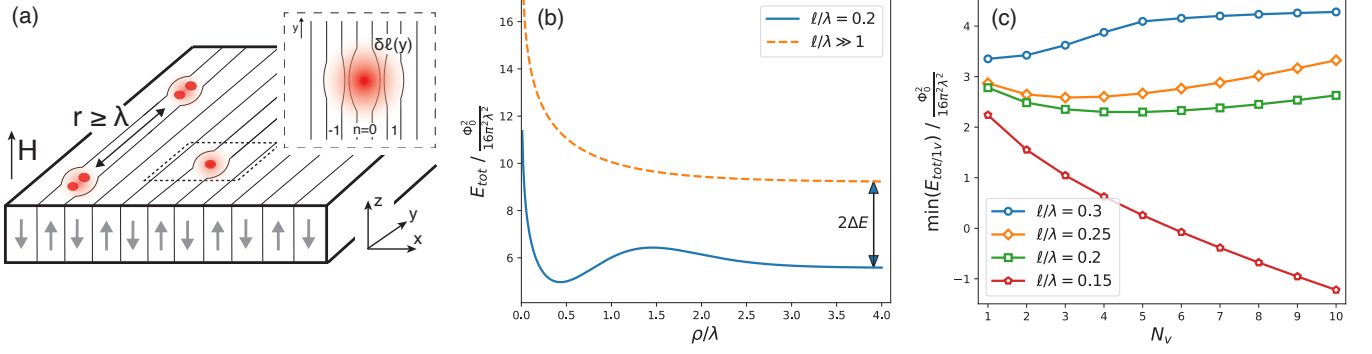 (a)
δℓ(y)
y
-1 n=0 1
r ≥ λ
H
z
y
x
(b)
ℓ/λ = 0.2
ℓ/λ ≫ 1
16
14
12
10
8
6
E_tot / Φ₀²/16π²λ²
2ΔE
0.0 0.5 1.0 1.5 2.0 2.5 3.0 3.5 4.0
ρ/λ
(c)
4
3
2
1
0
−1
min(E_tot/1v) / Φ₀²/16π²λ²
ℓ/λ = 0.3
ℓ/λ = 0.25
ℓ/λ = 0.2
ℓ/λ = 0.15
1 2 3 4 5 6 7 8 9 10
N_v